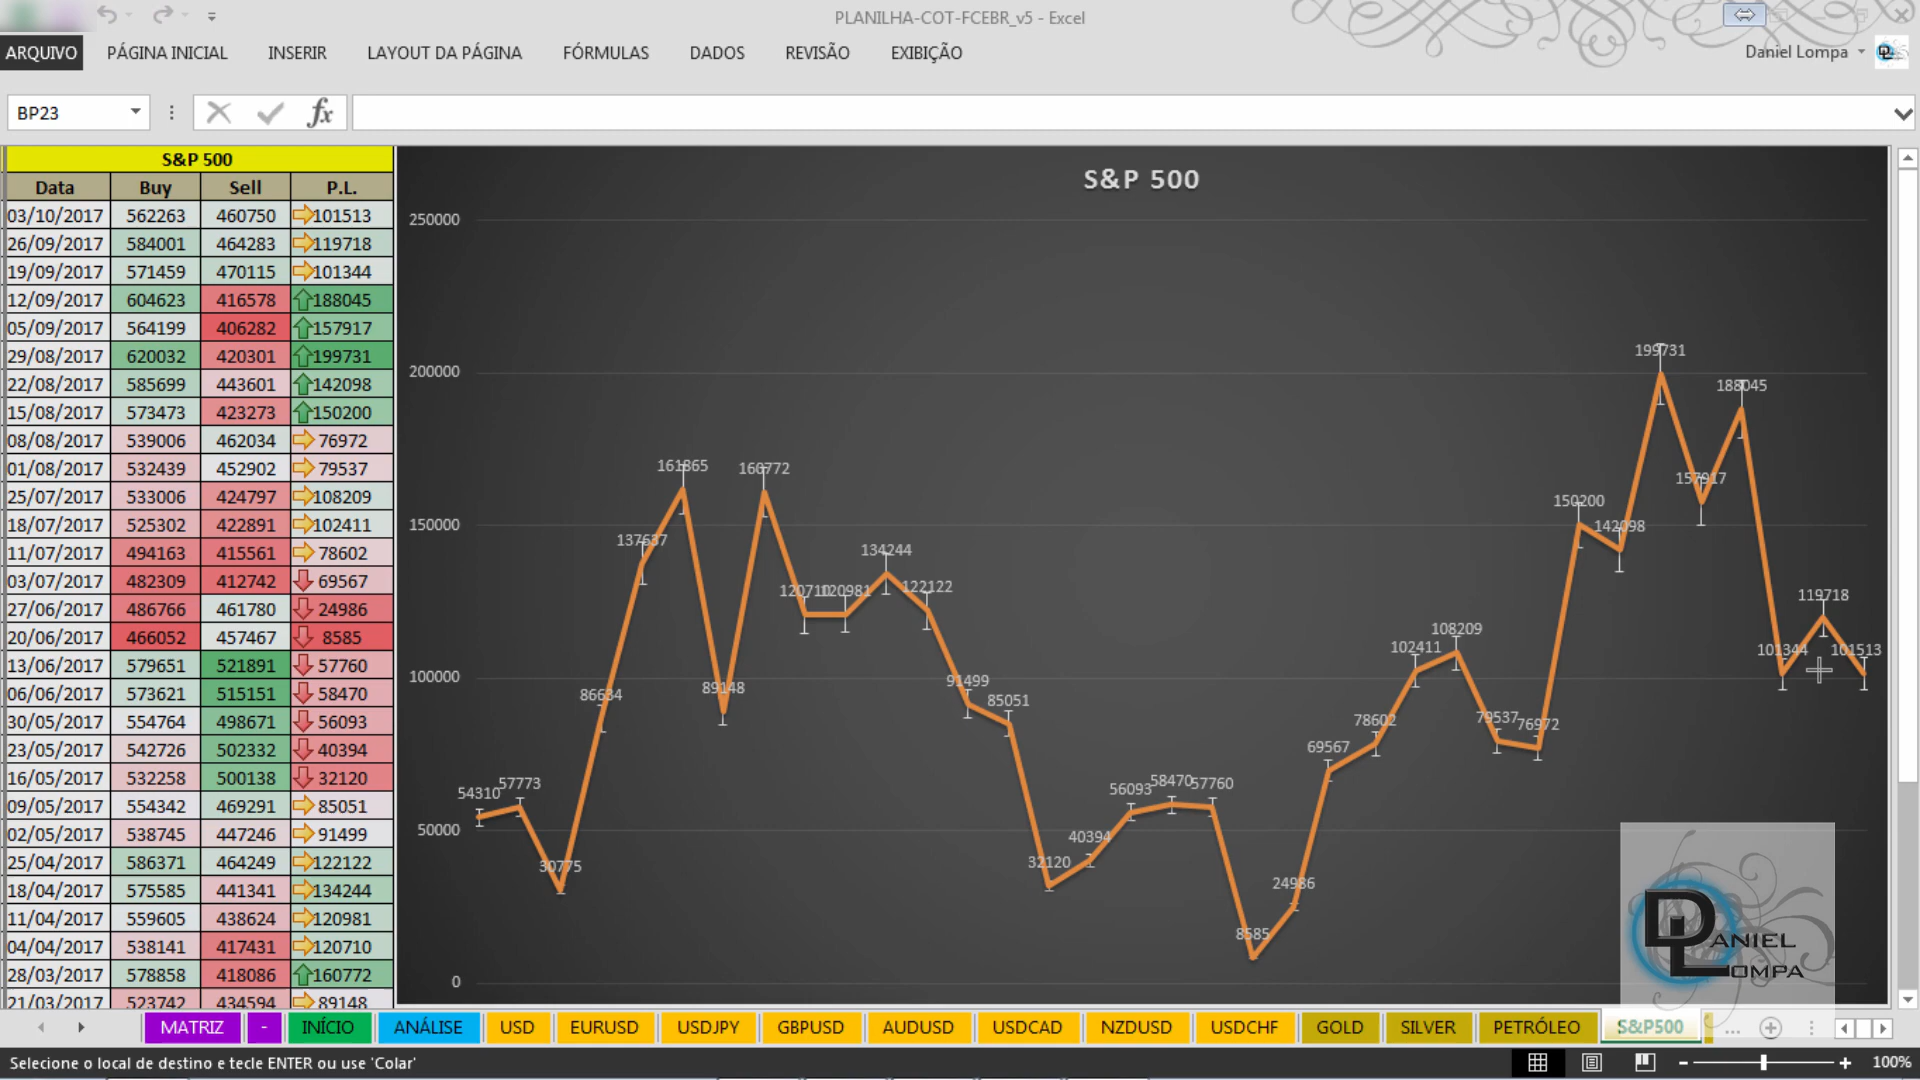 PLANILHA-COT-FCEBR_v5 - Excel
ARQUIVO PÁGINA INICIAL INSERIR LAYOUT DA PÁGINA FÓRMULAS DADOS REVISÃO EXIBIÇÃO Daniel Lompa
BP23 fx
S&P 500
Data Buy Sell P.L.
03/10/2017 562263 460750 101513
26/09/2017 584001 464283 119718
19/09/2017 571459 470115 101344
12/09/2017 604623 416578 188045
05/09/2017 564199 406282 157917
29/08/2017 620032 420301 199731
22/08/2017 585699 443601 142098
15/08/2017 573473 423273 150200
08/08/2017 539006 462034 76972
01/08/2017 532439 452902 79537
25/07/2017 533006 424797 108209
18/07/2017 525302 422891 102411
11/07/2017 494163 415561 78602
03/07/2017 482309 412742 69567
27/06/2017 486766 461780 24986
20/06/2017 466052 457467 8585
13/06/2017 579651 521891 57760
06/06/2017 573621 515151 58470
30/05/2017 554764 498671 56093
23/05/2017 542726 502332 40394
16/05/2017 532258 500138 32120
09/05/2017 554342 469291 85051
02/05/2017 538745 447246 91499
25/04/2017 586371 464249 122122
18/04/2017 575585 441341 134244
11/04/2017 559605 438624 120981
04/04/2017 538141 417431 120710
28/03/2017 578858 418086 160772
21/03/2017 523742 434594 89148
S&P 500
250000
200000
150000
100000
50000
0
54310 57773 30775 86634 137637 161865 89148 160772 120710 120981 134244 122122 91499 85051 32120 40394 56093 58470 57760 8585 24986 69567 78602 102411 108209 79537 76972 150200 142098 199731 157917 188045 101344 119718 101513
DANIEL
LOMPA
MATRIZ - INÍCIO ANÁLISE USD EURUSD USDJPY GBPUSD AUDUSD USDCAD NZDUSD USDCHF GOLD SILVER PETRÓLEO S&P500 ...
Selecione o local de destino e tecle ENTER ou use 'Colar' 100%